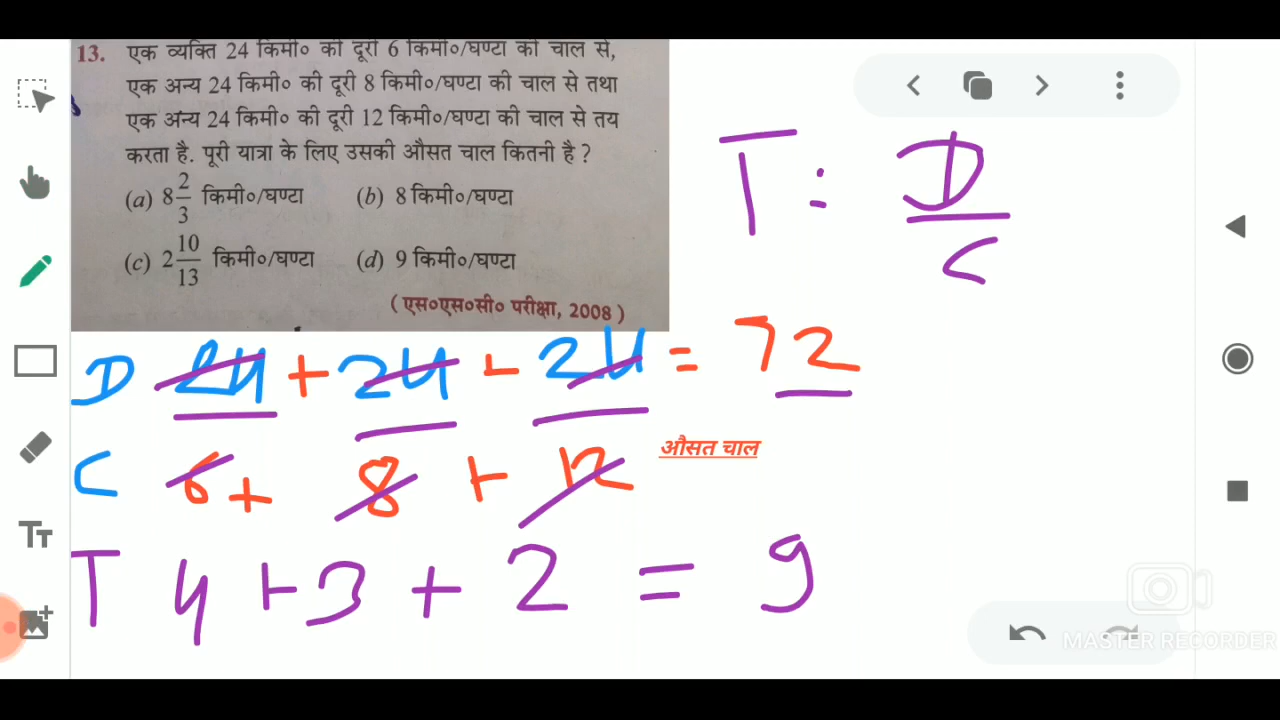 13. एक व्यक्ति 24 किमी० की दूरी 6 किमी०/घण्टा की चाल से,
एक अन्य 24 किमी० की दूरी 8 किमी०/घण्टा की चाल से तथा
एक अन्य 24 किमी० की दूरी 12 किमी०/घण्टा की चाल से तय
करता है. पूरी यात्रा के लिए उसकी औसत चाल कितनी है ?
(a) 8 2/3 किमी०/घण्टा (b) 8 किमी०/घण्टा
(c) 2 10/13 किमी०/घण्टा (d) 9 किमी०/घण्टा
(एस०एस०सी० परीक्षा, 2008)
T = D/C
D 24 + 24 + 24 = 72
औसत चाल
C 6 + 8 + 12
T 4 + 3 + 2 = 9
Tт
MASTER RECORDER